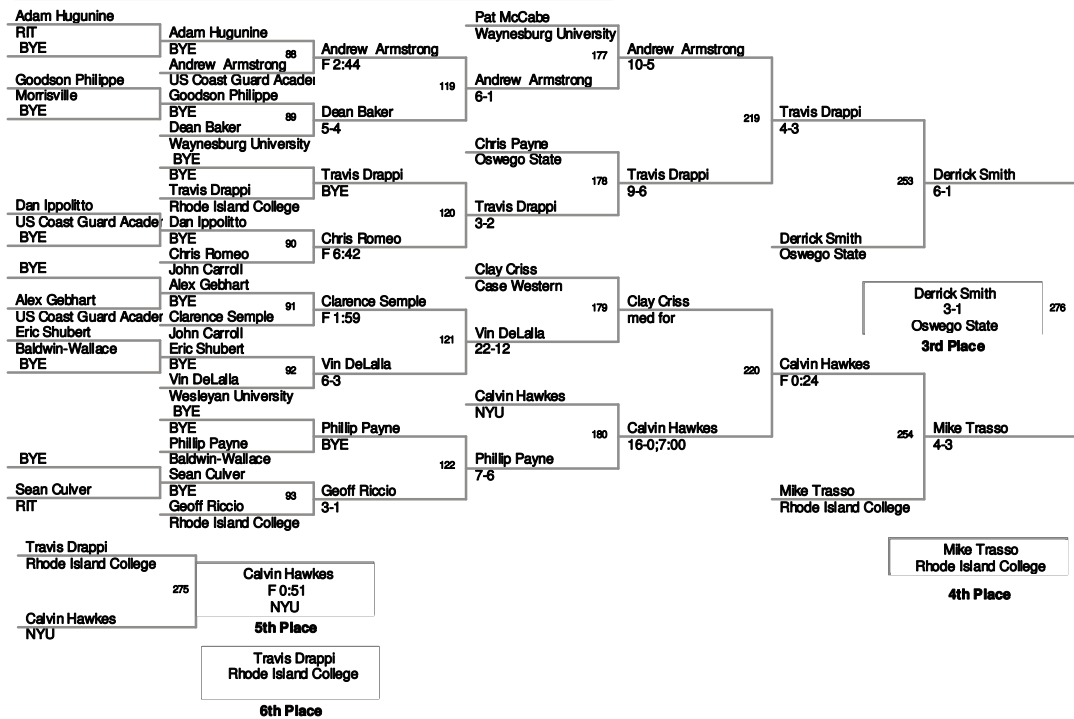 Adam Hugunine
RIT
BYE
Goodson Philippe
Morrisville
BYE
Dan Ippolitto
US Coast Guard Acader
BYE
BYE
Alex Gebhart
US Coast Guard Acader
Eric Shubert
Baldwin-Wallace
BYE
BYE
Sean Culver
RIT
Adam Hugunine
BYE
88
Andrew Armstrong
US Coast Guard Acader
Goodson Philippe
BYE
89
Dean Baker
Waynesburg University
BYE
BYE
Travis Drappi
Rhode Island College
Dan Ippolitto
BYE
90
Chris Romeo
John Carroll
Alex Gebhart
BYE
91
Clarence Semple
John Carroll
Eric Shubert
BYE
92
Vin DeLalla
Wesleyan University
BYE
BYE
Phillip Payne
Baldwin-Wallace
Sean Culver
BYE
93
Geoff Riccio
Rhode Island College
Andrew Armstrong
F 2:44
119
Dean Baker
5-4
Travis Drappi
BYE
120
Chris Romeo
F 6:42
Clarence Semple
F 1:59
121
Vin DeLalla
6-3
Phillip Payne
BYE
122
Geoff Riccio
3-1
Pat McCabe
Waynesburg University
177
Andrew Armstrong
6-1
Chris Payne
Oswego State
178
Travis Drappi
3-2
Clay Criss
Case Western
179
Vin DeLalla
22-12
Calvin Hawkes
NYU
180
Phillip Payne
7-6
Andrew Armstrong
10-5
219
Travis Drappi
9-6
Clay Criss
med for
220
Calvin Hawkes
16-0;7:00
Travis Drappi
4-3
253
Derrick Smith
Oswego State
Calvin Hawkes
F 0:24
254
Mike Trasso
Rhode Island College
Derrick Smith
6-1
Derrick Smith
3-1
Oswego State
276
3rd Place
Mike Trasso
4-3
Mike Trasso
Rhode Island College
4th Place
Travis Drappi
Rhode Island College
275
Calvin Hawkes
NYU
Calvin Hawkes
F 0:51
NYU
5th Place
Travis Drappi
Rhode Island College
6th Place